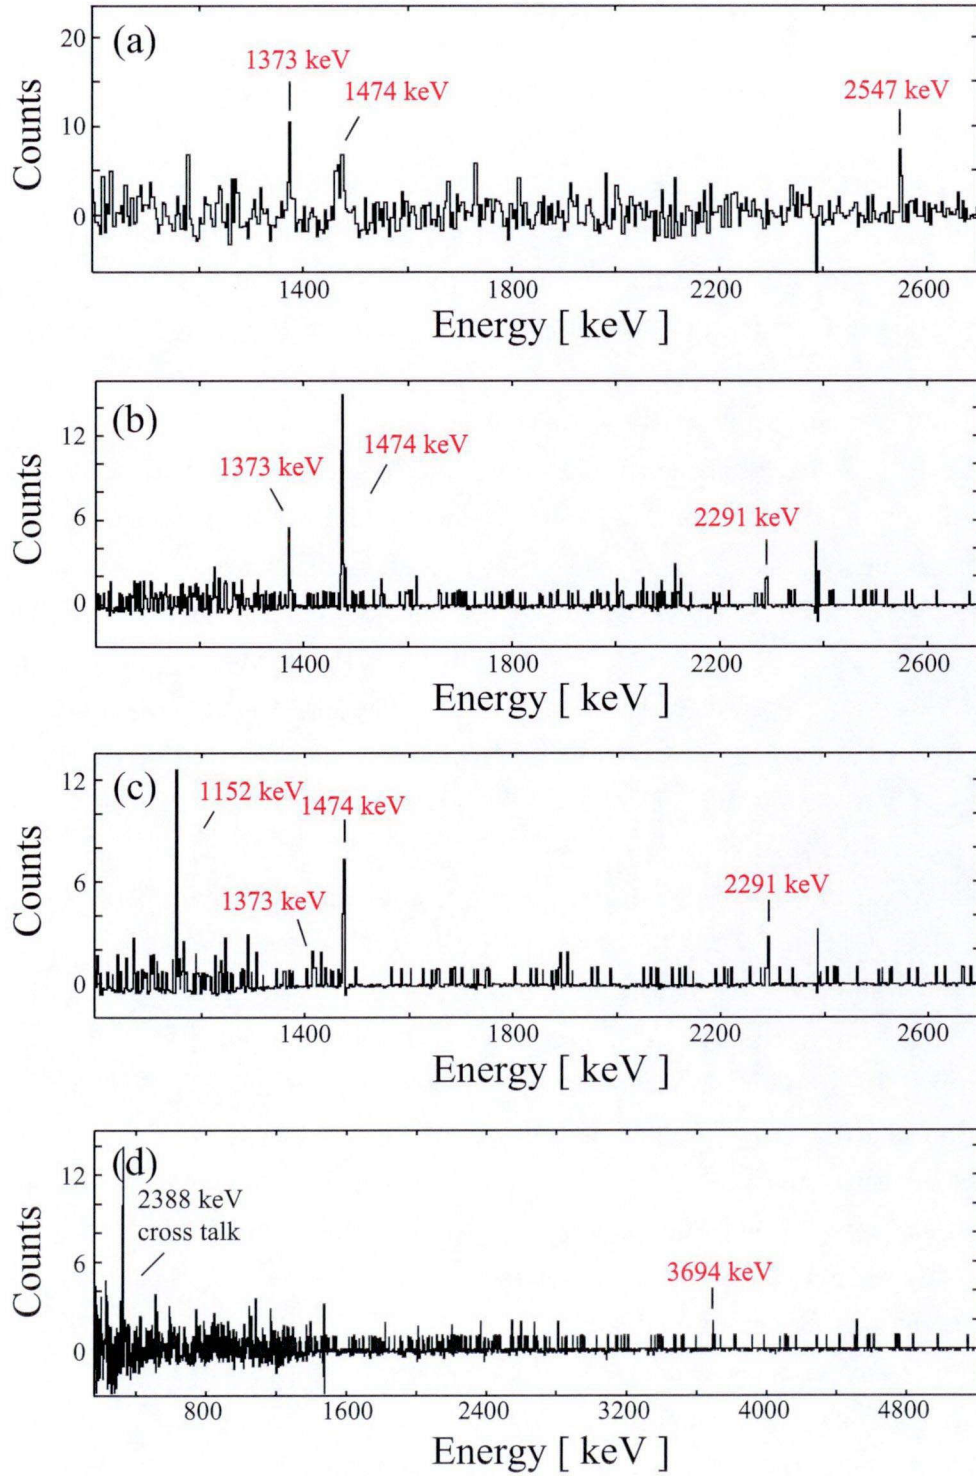 (a)
20
10
0
1373 keV
1474 keV
2547 keV
Counts
1400 1800 2200 2600
Energy [ keV ]
(b)
12
6
0
1373 keV
1474 keV
2291 keV
Counts
1400 1800 2200 2600
Energy [ keV ]
(c)
12
6
0
1152 keV
1474 keV
1373 keV
2291 keV
Counts
1400 1800 2200 2600
Energy [ keV ]
(d)
12
6
0
2388 keV
cross talk
3694 keV
Counts
800 1600 2400 3200 4000 4800
Energy [ keV ]